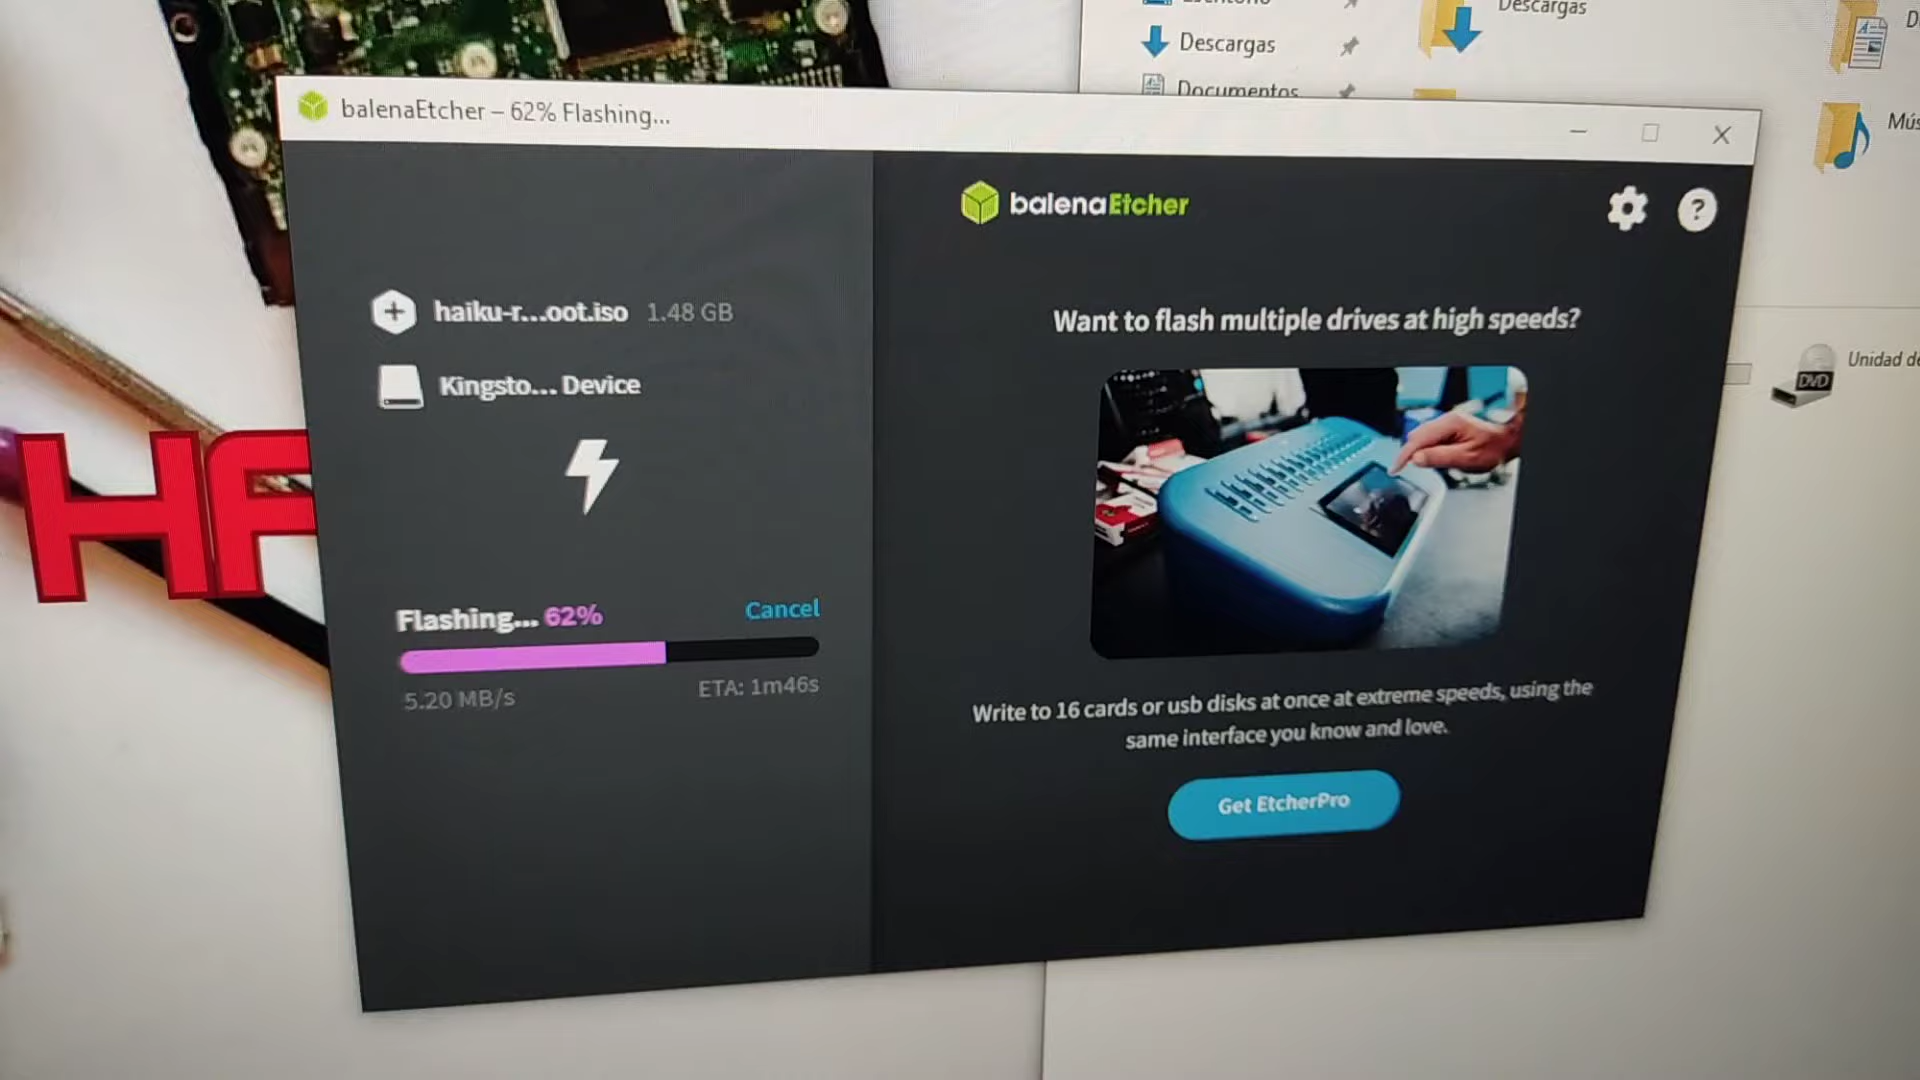 Descargas
Descargas
Documentos
balenaEtcher – 62% Flashing...
balenaEtcher
haiku-r...oot.iso 1.48 GB
Kingsto... Device
Want to flash multiple drives at high speeds?
Unidad de
DVD
Flashing... 62% Cancel
5.20 MB/s ETA: 1m46s
Write to 16 cards or usb disks at once at extreme speeds, using the
same interface you know and love.
Get EtcherPro